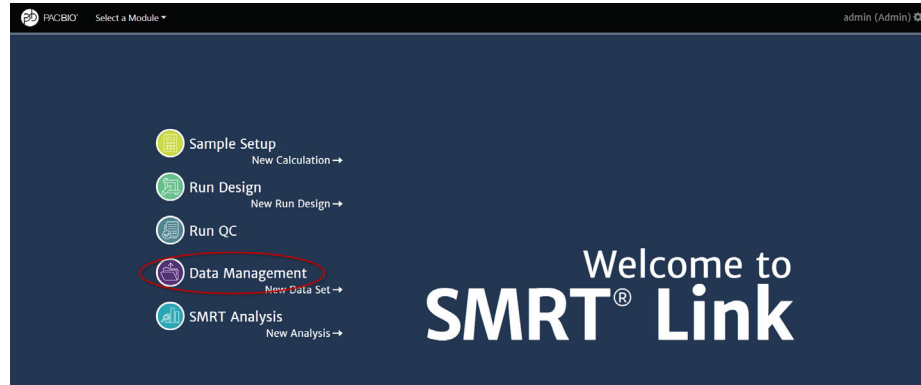 PACBIO® Select a Module
admin (Admin)
Sample Setup
New Calculation →
Run Design
New Run Design →
Run QC
Data Management
New Data Set →
SMRT Analysis
New Analysis →
Welcome to
SMRT® Link